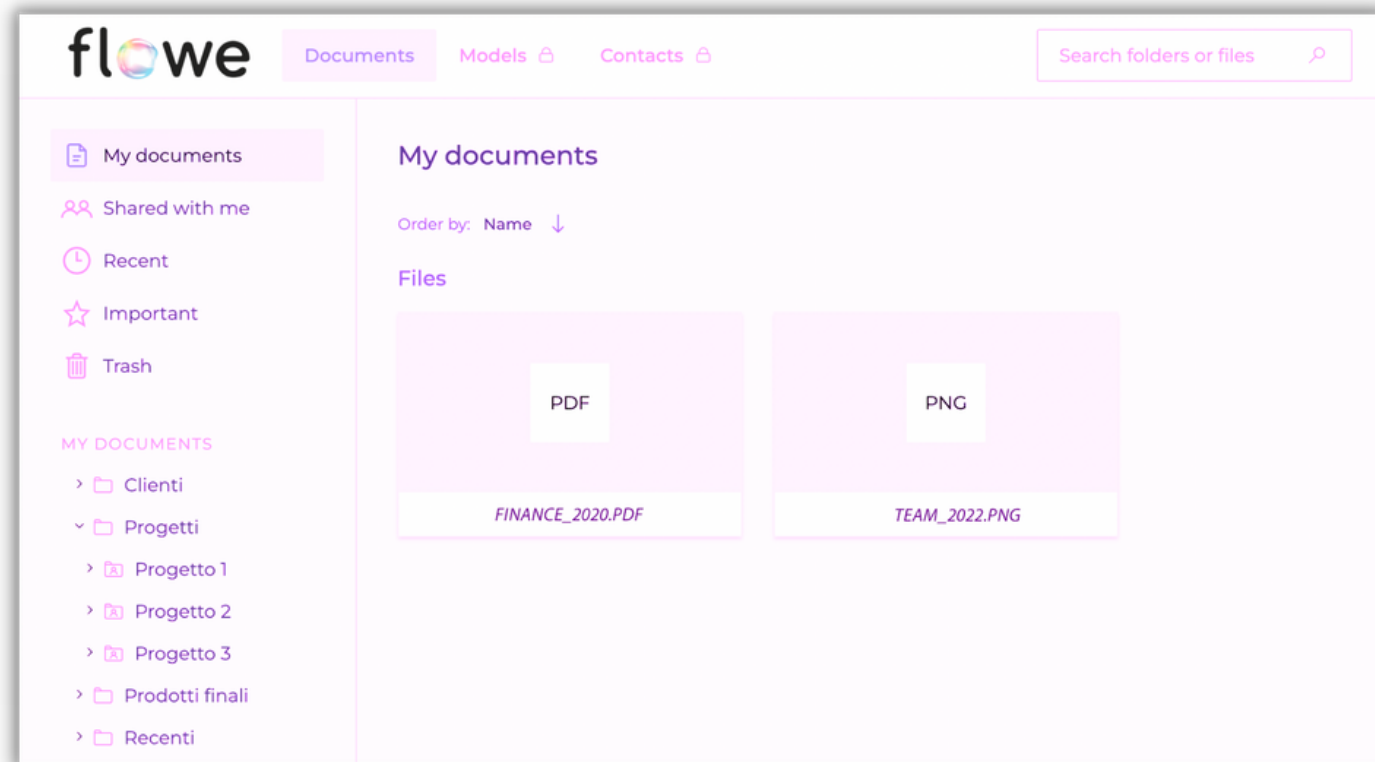 flowe Documents Models Contacts Search folders or files
My documents
Shared with me
Recent
Important
Trash
MY DOCUMENTS
Clienti
Progetti
Progetto 1
Progetto 2
Progetto 3
Prodotti finali
Recenti
My documents
Order by: Name
Files
PDF
FINANCE_2020.PDF
PNG
TEAM_2022.PNG